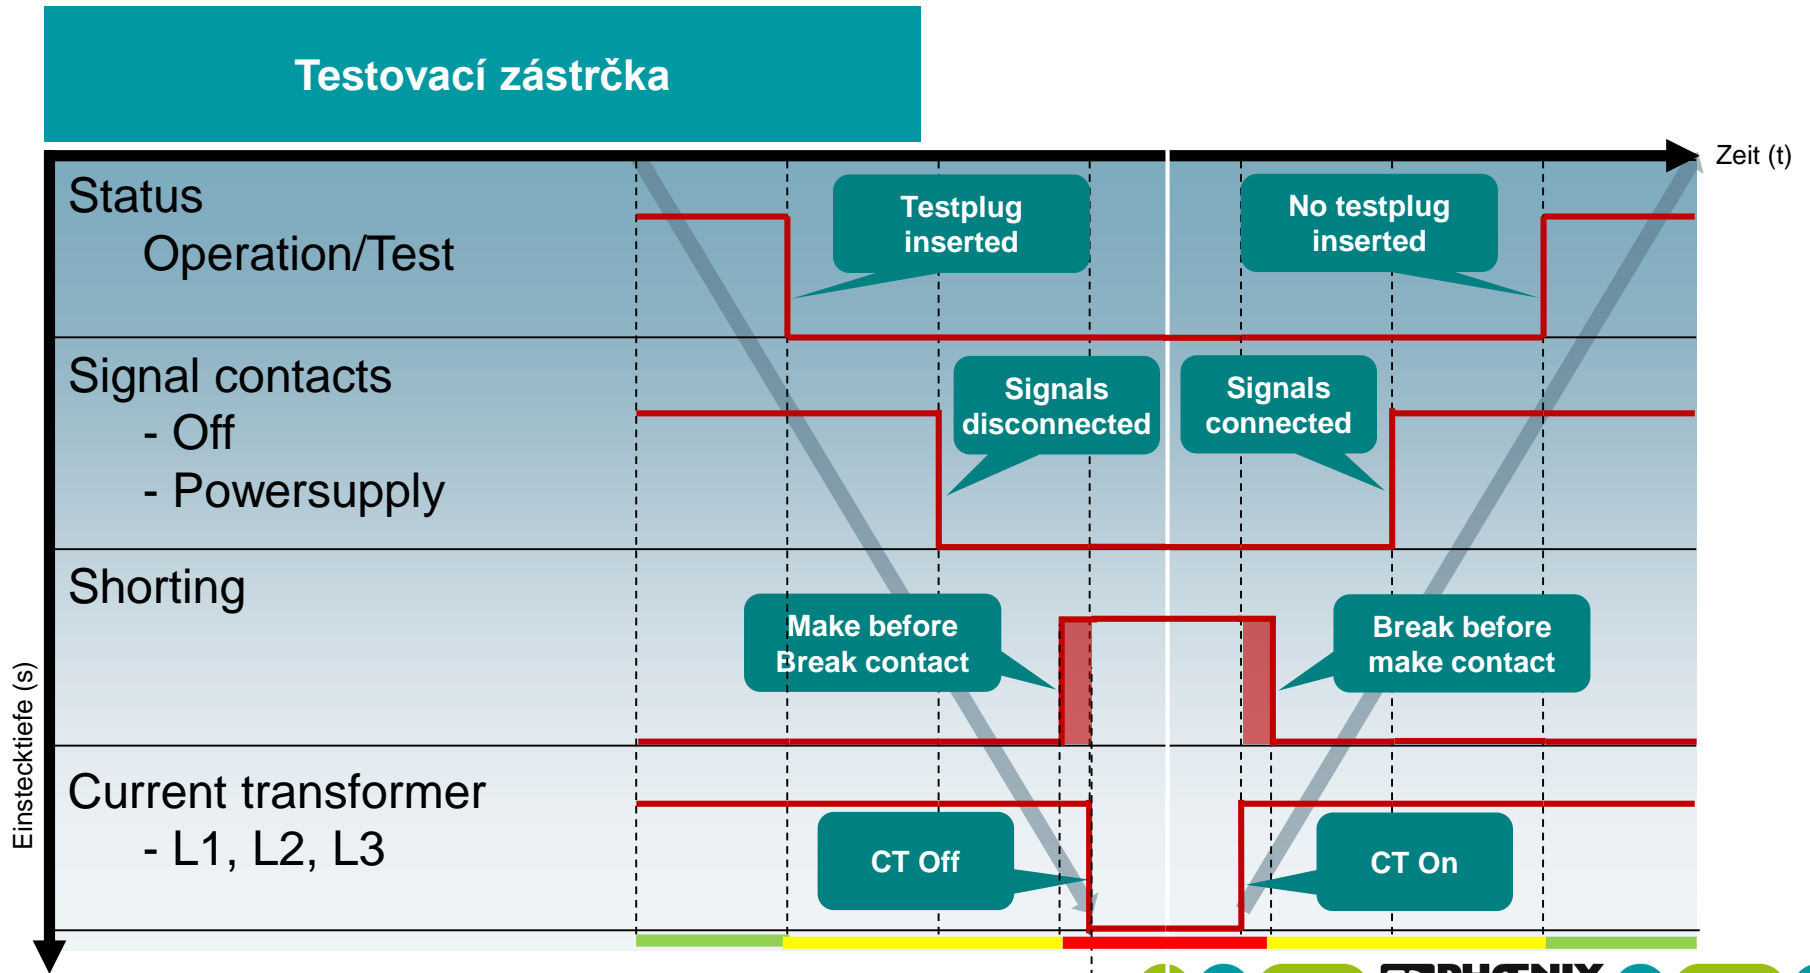 Testovací zástrčka
Zeit (t)
Status
Operation/Test
Testplug
inserted
No testplug
inserted
Signal contacts
- Off
- Powersupply
Signals
disconnected
Signals
connected
Shorting
Make before
Break contact
Break before
make contact
Einstecktiefe (s)
Current transformer
- L1, L2, L3
CT Off
CT On
PHŒNIX